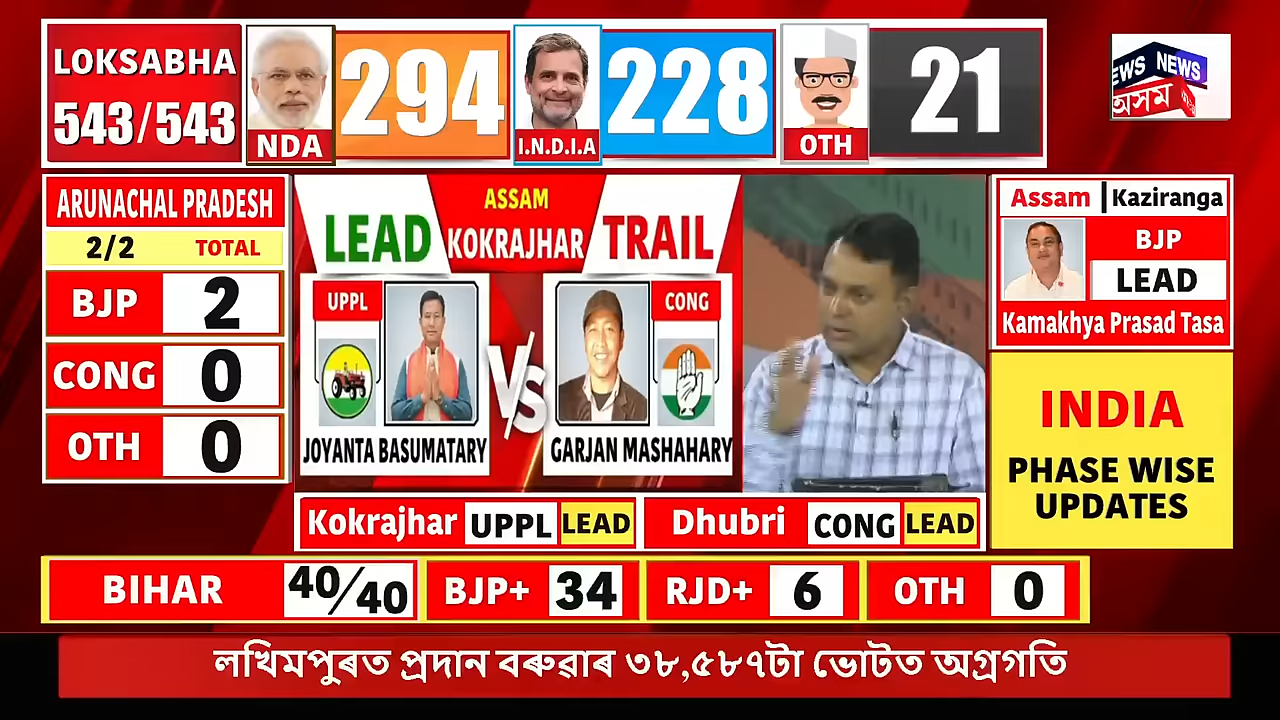 LOKSABHA
543/543
NDA
294
I.N.D.I.A
228
OTH
21
EWS NEWS
অসম
ARUNACHAL PRADESH
2/2 TOTAL
BJP 2
CONG 0
OTH 0
ASSAM
LEAD KOKRAJHAR TRAIL
UPPL
CONG
VS
JOYANTA BASUMATARY
GARJAN MASHAHARY
Assam | Kaziranga
BJP
LEAD
Kamakhya Prasad Tasa
INDIA
PHASE WISE
UPDATES
Kokrajhar UPPL LEAD Dhubri CONG LEAD
BIHAR 40/40 BJP+ 34 RJD+ 6 OTH 0
লখিমপুৰত প্ৰদান বৰুৱাৰ ৩৮,৫৮৭টা ভোটত অগ্ৰগতি